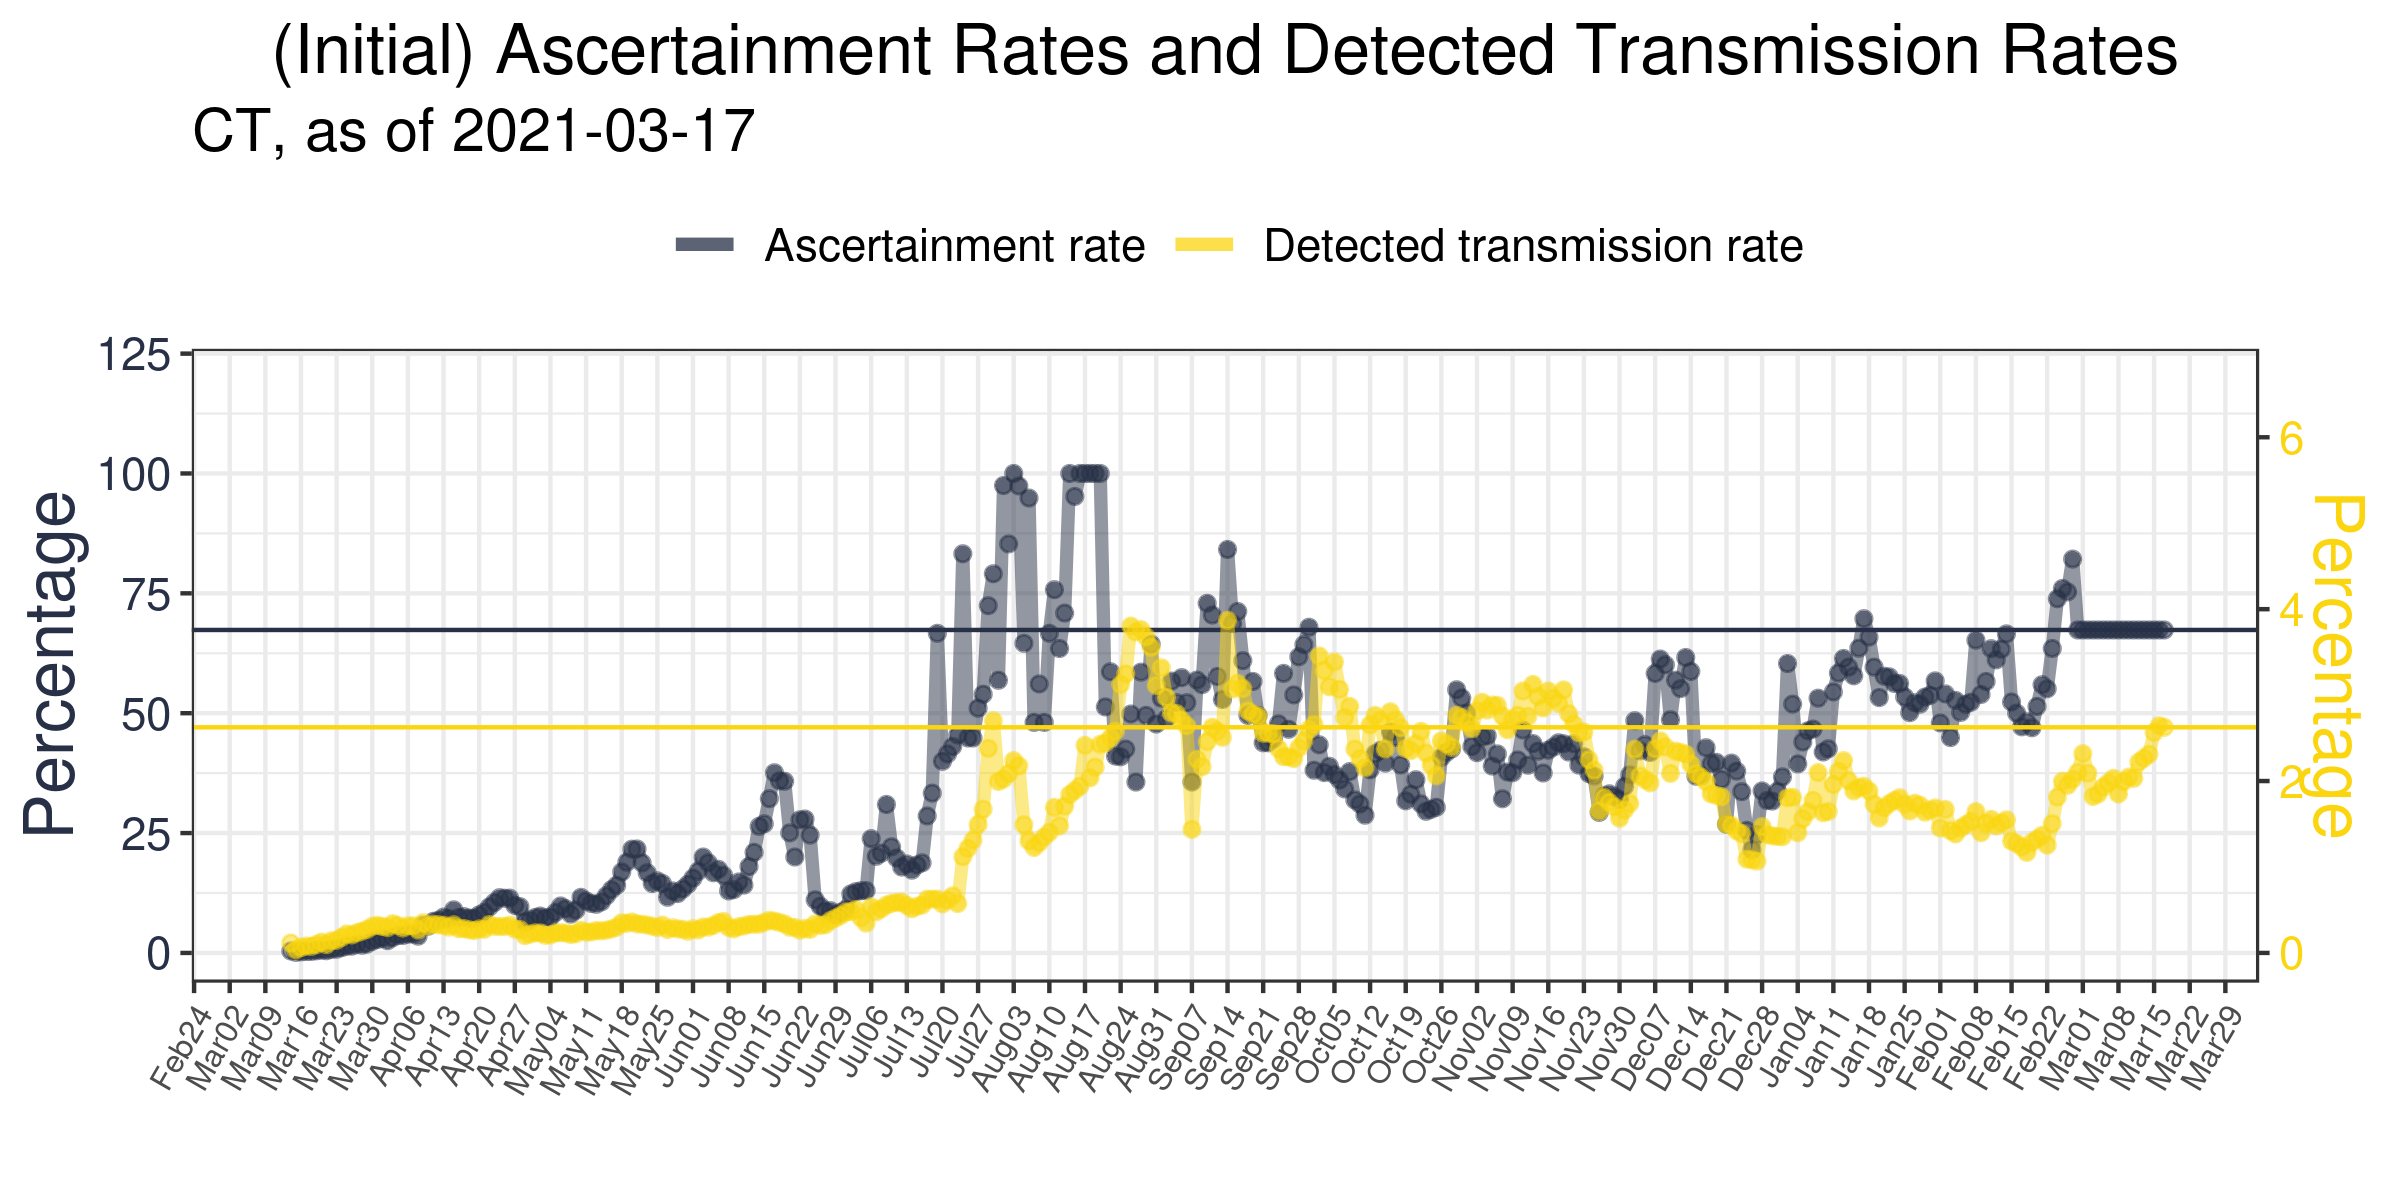 (Initial) Ascertainment Rates and Detected Transmission Rates
CT, as of 2021-03-17
Ascertainment rate
Detected transmission rate
Percentage
125
100
75
50
25
0
6
4
2
0
Percentage
Feb24
Mar02
Mar09
Mar16
Mar23
Mar30
Apr06
Apr13
Apr20
Apr27
May04
May11
May18
May25
Jun01
Jun08
Jun15
Jun22
Jun29
Jul06
Jul13
Jul20
Jul27
Aug03
Aug10
Aug17
Aug24
Aug31
Sep07
Sep14
Sep21
Sep28
Oct05
Oct12
Oct19
Oct26
Nov02
Nov09
Nov16
Nov23
Nov30
Dec07
Dec14
Dec21
Dec28
Jan04
Jan11
Jan18
Jan25
Feb01
Feb08
Feb15
Feb22
Mar01
Mar08
Mar15
Mar22
Mar29